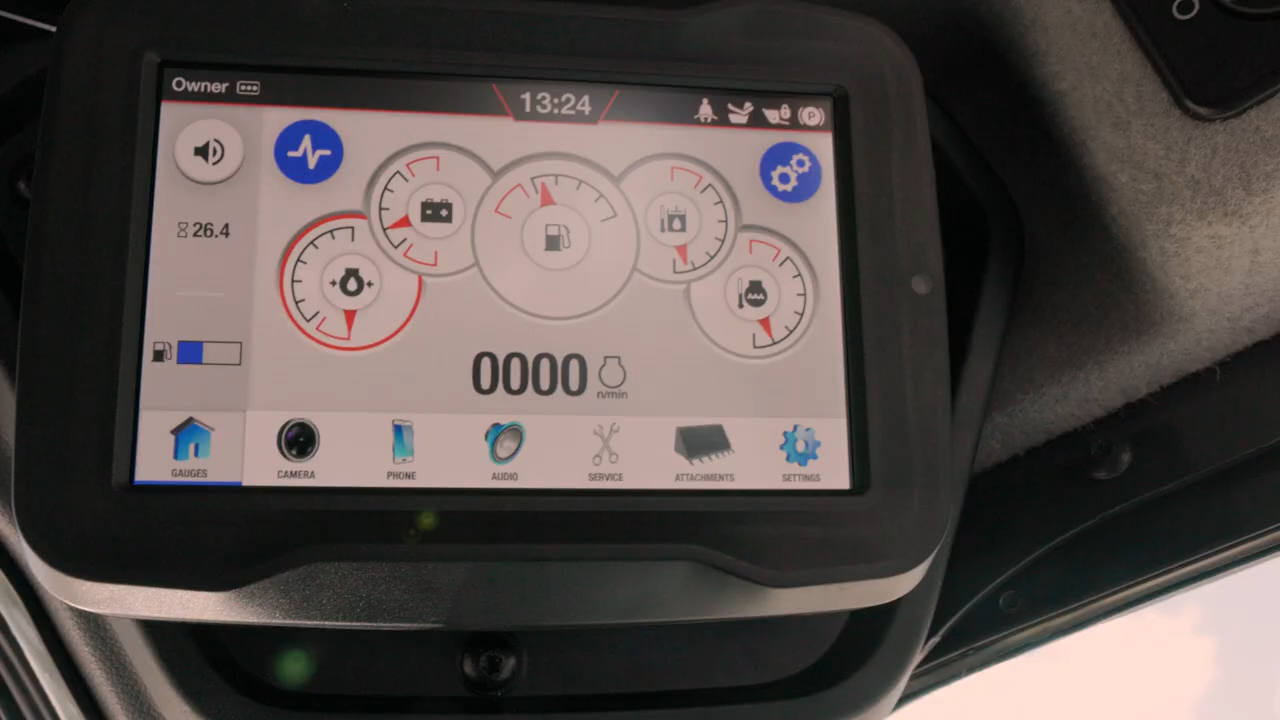 Owner
13:24
P
26.4
0000
n/min
GAUGES
CAMERA
PHONE
AUDIO
SERVICE
ATTACHMENTS
SETTINGS